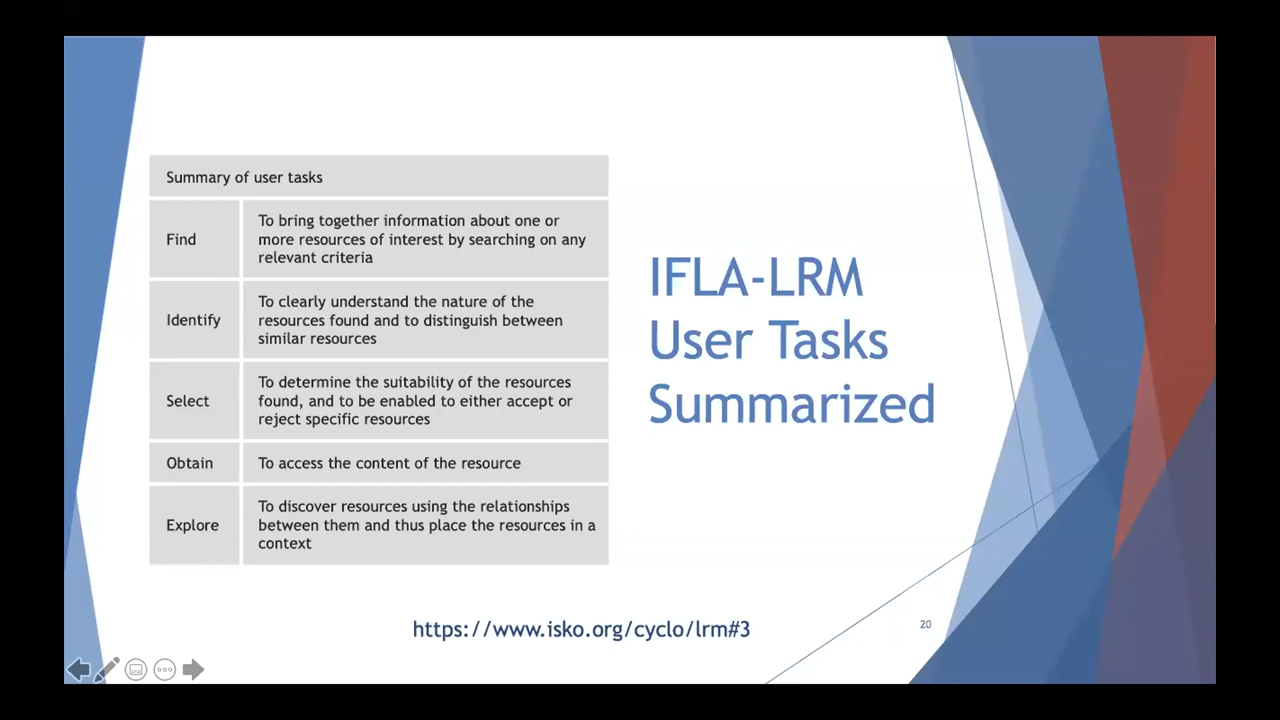 Summary of user tasks
Find
To bring together information about one or
more resources of interest by searching on any
relevant criteria
Identify
To clearly understand the nature of the
resources found and to distinguish between
similar resources
Select
To determine the suitability of the resources
found, and to be enabled to either accept or
reject specific resources
Obtain
To access the content of the resource
Explore
To discover resources using the relationships
between them and thus place the resources in a
context
IFLA-LRM
User Tasks
Summarized
https://www.isko.org/cyclo/lrm#3
20